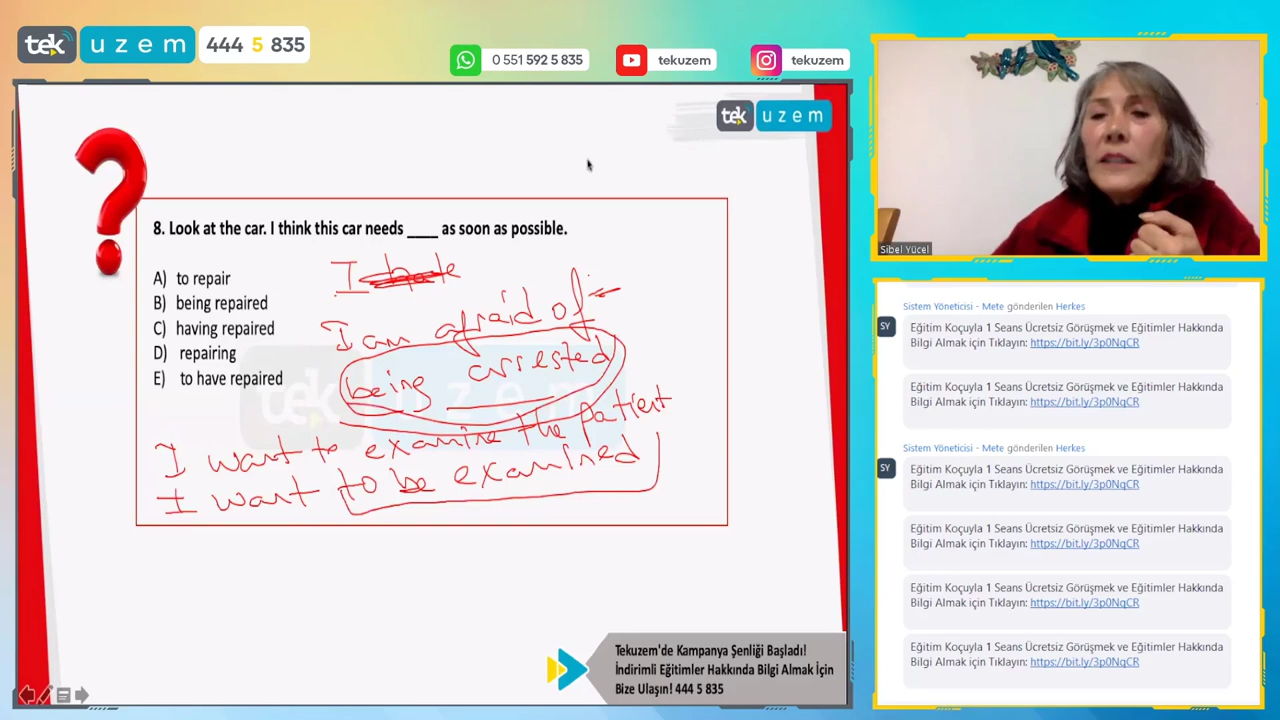 tek uzem 444 5 835
0 551 592 5 835
tekuzem
tekuzem
tek uzem
8. Look at the car. I think this car needs ____ as soon as possible.
A) to repair
B) being repaired
C) having repaired
D) repairing
E) to have repaired
I
I am afraid of
being arrested
I want to examine the patient
I want to be examined
tek uzem
Tekuzem'de Kampanya Şenliği Başladı!
İndirimli Eğitimler Hakkında Bilgi Almak İçin
Bize Ulaşın! 444 5 835
Sibel Yücel
Sistem Yöneticisi - Mete gönderilen Herkes
SY
Eğitim Koçuyla 1 Seans Ücretsiz Görüşmek ve Eğitimler Hakkında
Bilgi Almak için Tıklayın: https://bit.ly/3p0NqCR
Eğitim Koçuyla 1 Seans Ücretsiz Görüşmek ve Eğitimler Hakkında
Bilgi Almak için Tıklayın: https://bit.ly/3p0NqCR
Sistem Yöneticisi - Mete gönderilen Herkes
SY
Eğitim Koçuyla 1 Seans Ücretsiz Görüşmek ve Eğitimler Hakkında
Bilgi Almak için Tıklayın: https://bit.ly/3p0NqCR
Eğitim Koçuyla 1 Seans Ücretsiz Görüşmek ve Eğitimler Hakkında
Bilgi Almak için Tıklayın: https://bit.ly/3p0NqCR
Eğitim Koçuyla 1 Seans Ücretsiz Görüşmek ve Eğitimler Hakkında
Bilgi Almak için Tıklayın: https://bit.ly/3p0NqCR
Eğitim Koçuyla 1 Seans Ücretsiz Görüşmek ve Eğitimler Hakkında
Bilgi Almak için Tıklayın: https://bit.ly/3p0NqCR